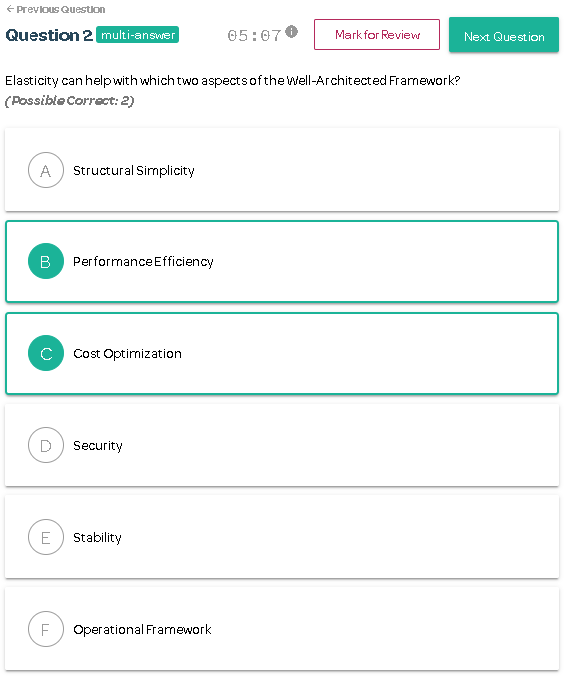 ← Previous Question
Question 2 multi-answer 05:07 i Mark for Review Next Question
Elasticity can help with which two aspects of the Well-Architected Framework?
(Possible Correct: 2)
A Structural Simplicity
B Performance Efficiency
C Cost Optimization
D Security
E Stability
F Operational Framework